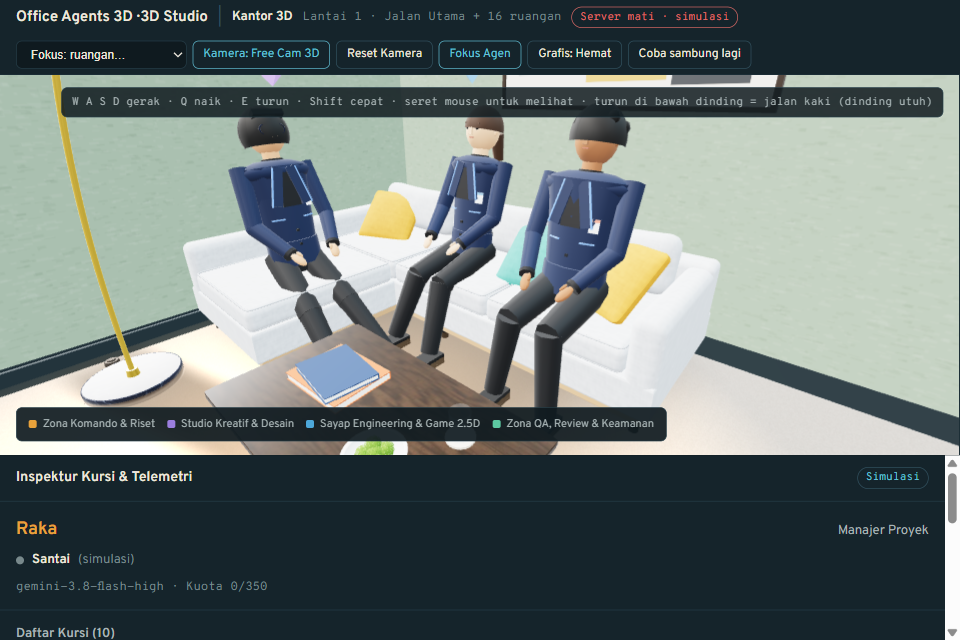 Office Agents 3D ·3D Studio
Kantor 3D Lantai 1 · Jalan Utama + 16 ruangan
Server mati · simulasi
Fokus: ruangan...
Kamera: Free Cam 3D
Reset Kamera
Fokus Agen
Grafis: Hemat
Coba sambung lagi
W A S D gerak · Q naik · E turun · Shift cepat · seret mouse untuk melihat · turun di bawah dinding = jalan kaki (dinding utuh)
Zona Komando & Riset
Studio Kreatif & Desain
Sayap Engineering & Game 2.5D
Zona QA, Review & Keamanan
Inspektur Kursi & Telemetri
Simulasi
Raka
Manajer Proyek
Santai (simulasi)
gemini-3.8-flash-high · Kuota 0/350
Daftar Kursi (10)